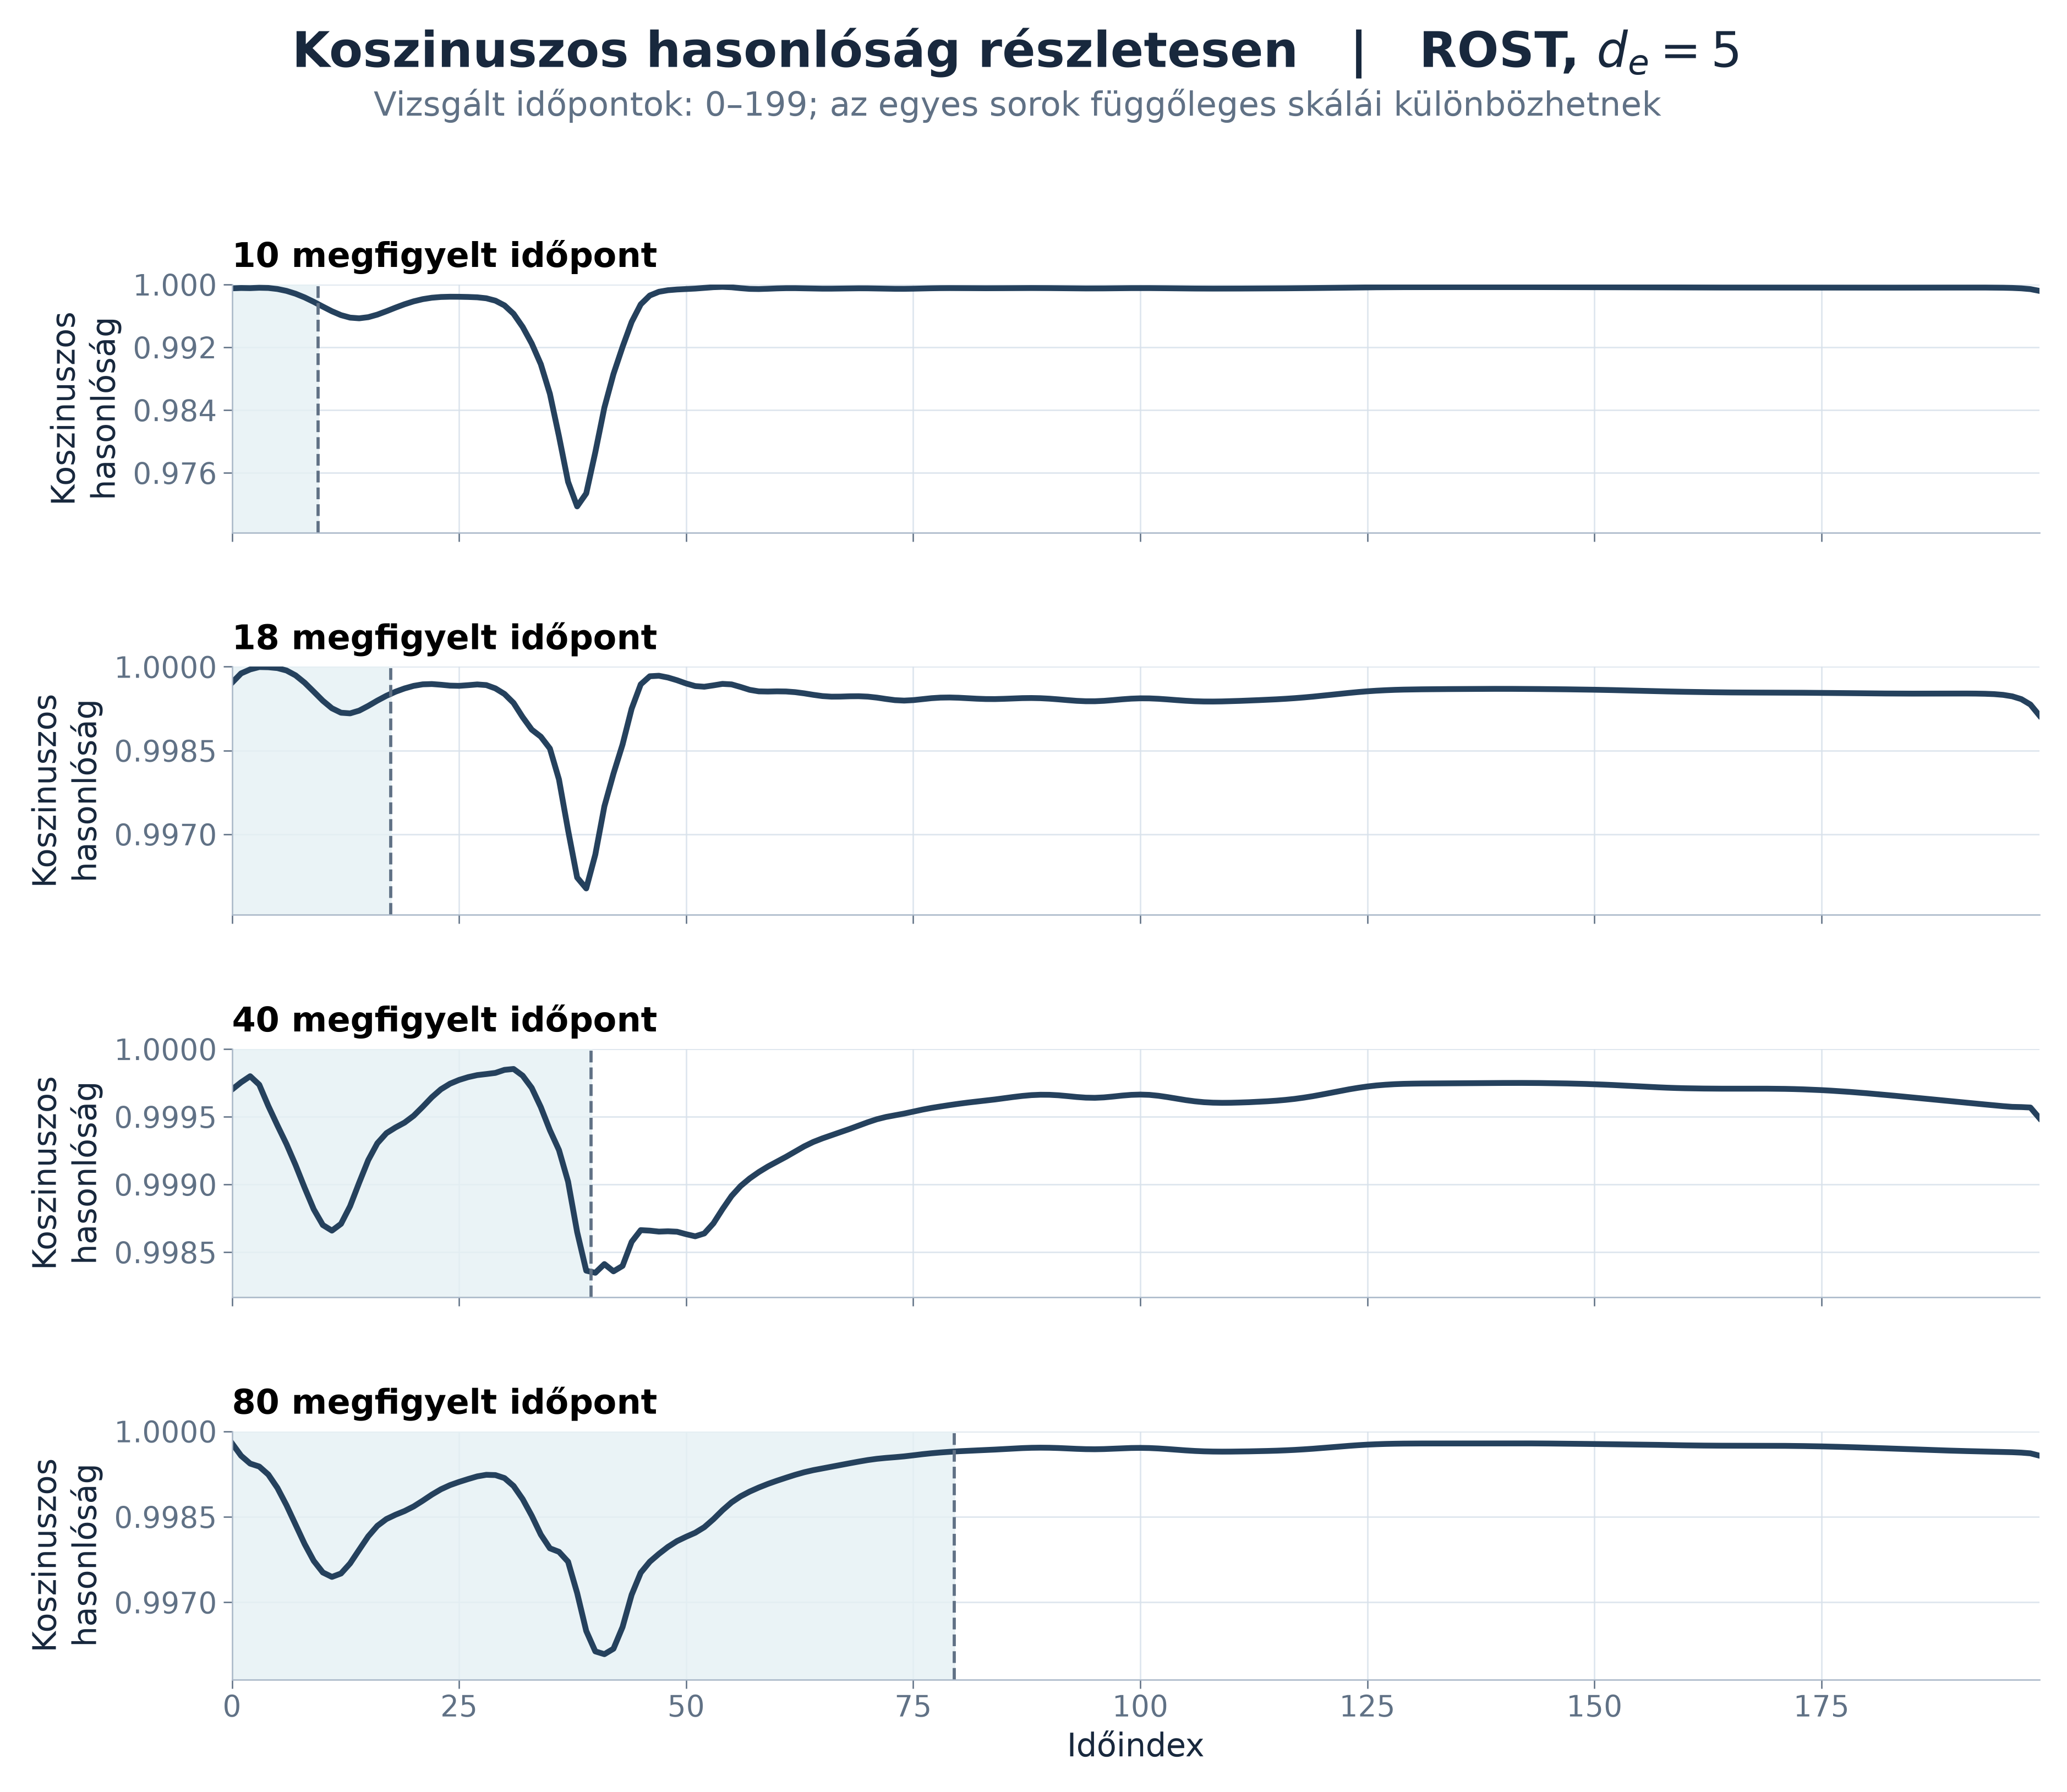 Koszinuszos hasonlóság részletesen | ROST, dₑ = 5
Vizsgált időpontok: 0–199; az egyes sorok függőleges skálái különbözhetnek
10 megfigyelt időpont
Koszinuszos
hasonlóság
1.000
0.992
0.984
0.976
18 megfigyelt időpont
Koszinuszos
hasonlóság
1.0000
0.9985
0.9970
40 megfigyelt időpont
Koszinuszos
hasonlóság
1.0000
0.9995
0.9990
0.9985
80 megfigyelt időpont
Koszinuszos
hasonlóság
1.0000
0.9985
0.9970
0 25 50 75 100 125 150 175
Időindex